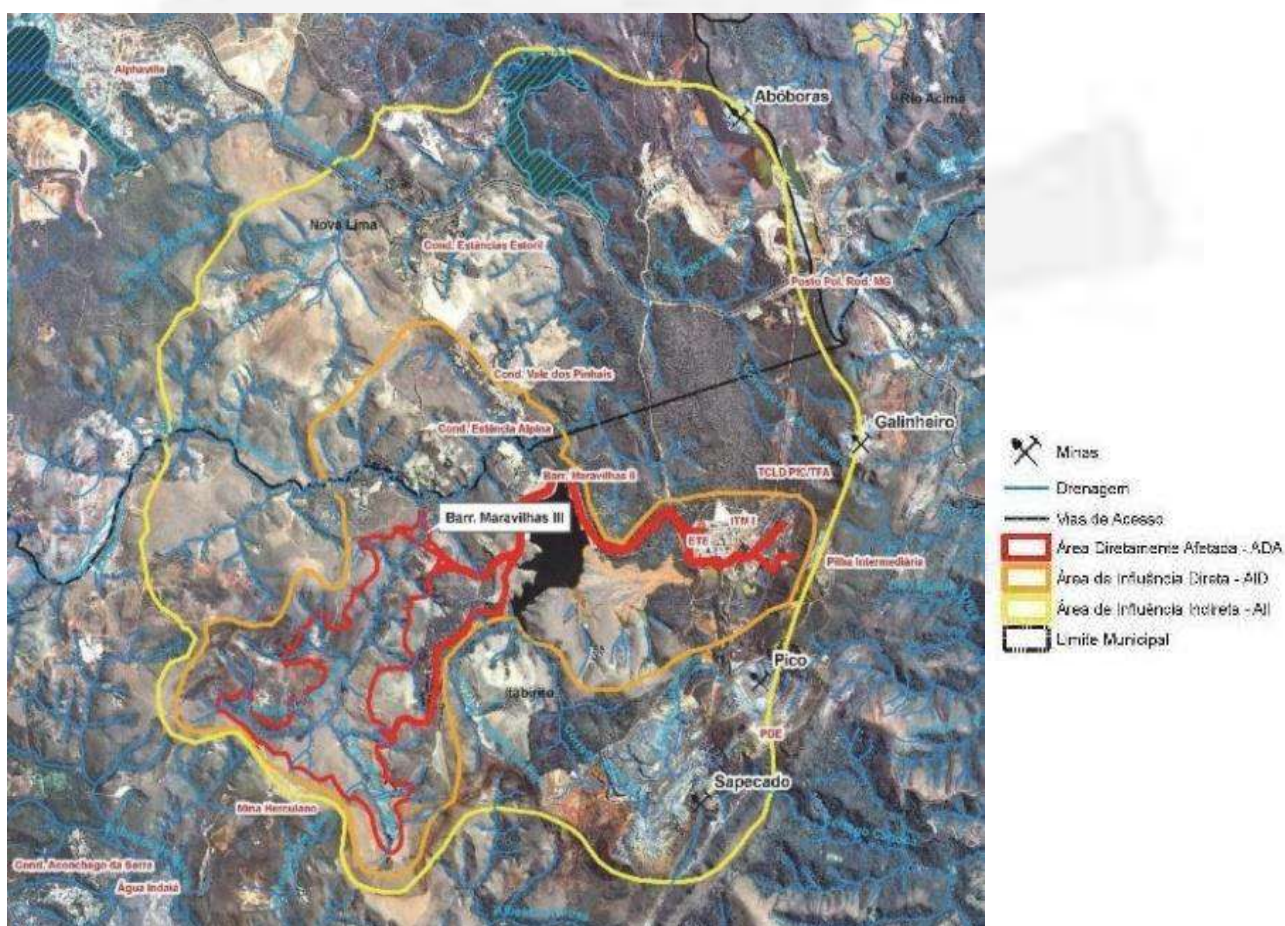 Alphaville
Abóboras
Rio Acima
Nova Lima
Cond. Estâncias Estoril
Posto Pol. Rod. MG
Cond. Vale dos Pinhais
Galinheiro
Cond. Estância Alpina
Barr. Maravilhas II
TCLD PIC/TFA
Barr. Maravilhas III
ITM I
ETE
Pilha Intermediária
Pico
Itabirito
PDE
Sapecado
Mina Herculano
Cond. Aconchego da Serra
Água Indaiá
Minas
Drenagem
Vias de Acesso
Área Diretamente Afetada - ADA
Área de Influência Direta - AID
Área de Influência Indireta - AII
Limite Municipal